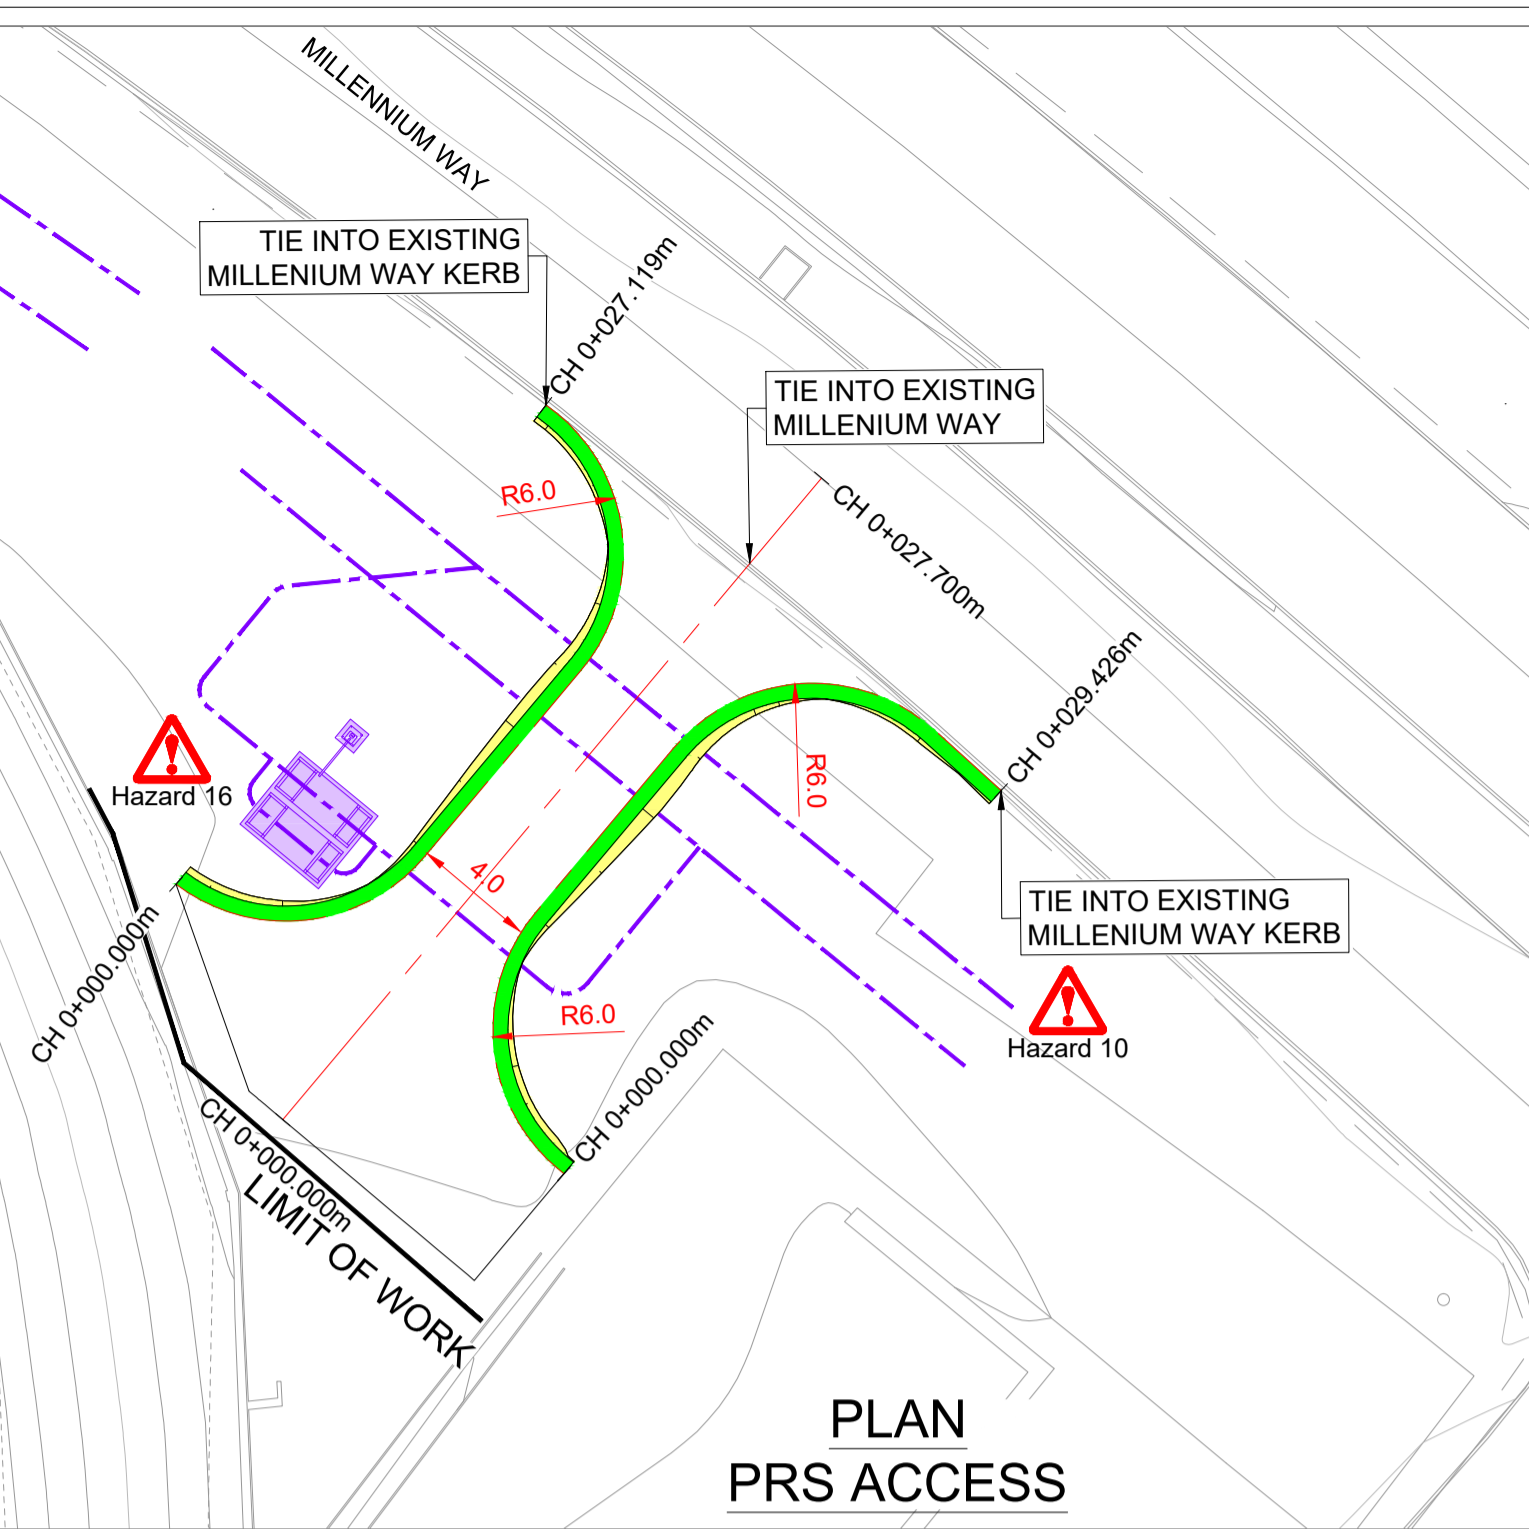 MILLENNIUM WAY
TIE INTO EXISTING
MILLENIUM WAY KERB
CH 0+027.119m
TIE INTO EXISTING
MILLENIUM WAY
R6.0
CH 0+027.700m
CH 0+029.426m
R6.0
Hazard 16
4.0
TIE INTO EXISTING
MILLENIUM WAY KERB
CH 0+000.000m
R6.0
Hazard 10
CH 0+000.000m
CH 0+000.000m
LIMIT OF WORK
PLAN
PRS ACCESS